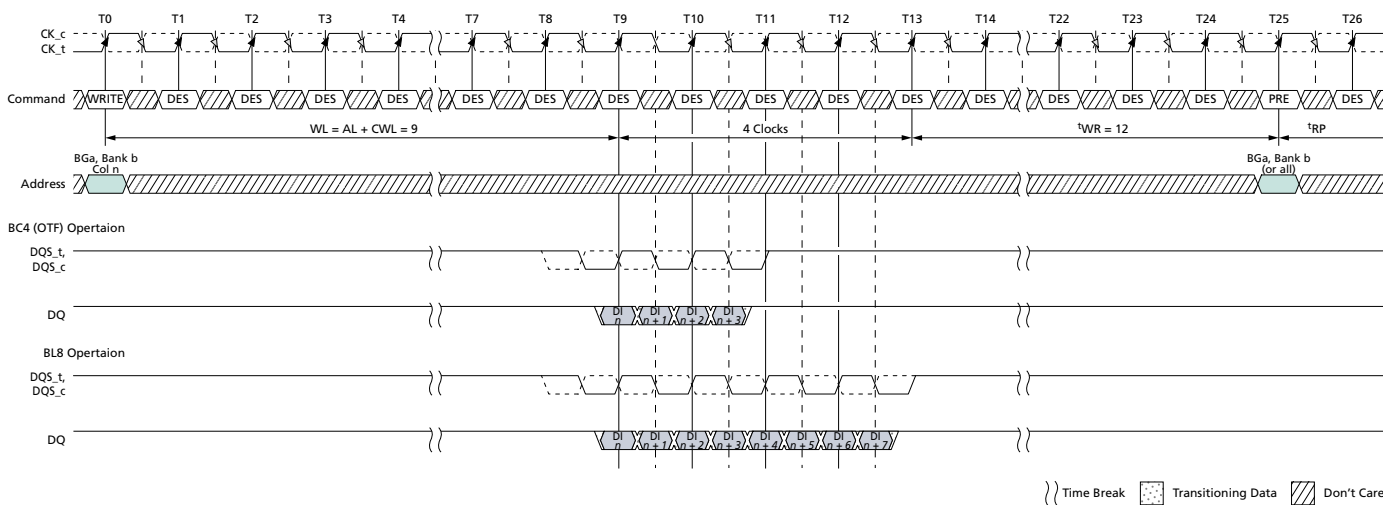 T0 T1 T2 T3 T4 T7 T8 T9 T10 T11 T12 T13 T14 T22 T23 T24 T25 T26
CK_c
CK_t
Command WRITE DES DES DES DES DES DES DES DES DES DES DES DES DES DES DES PRE DES
WL = AL + CWL = 9 4 Clocks tWR = 12 tRP
BGa, Bank b
Col n
BGa, Bank b
(or all)
Address
BC4 (OTF) Opertaion
DQS_t,
DQS_c
DQ
DI n DI n + 1 DI n + 2 DI n + 3
BL8 Opertaion
DQS_t,
DQS_c
DQ
DI n DI n + 1 DI n + 2 DI n + 3 DI n + 4 DI n + 5 DI n + 6 DI n + 7
Time Break Transitioning Data Don't Care